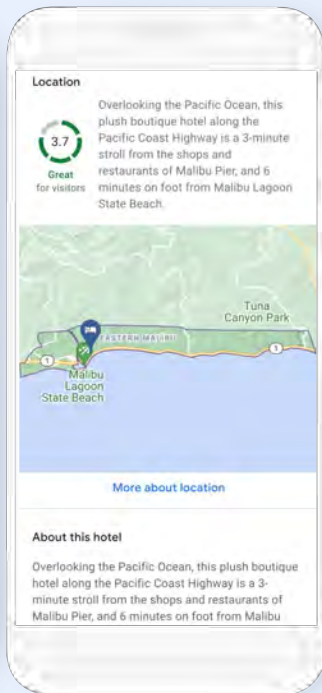 Location
3.7
Great
for visitors
Overlooking the Pacific Ocean, this
plush boutique hotel along the
Pacific Coast Highway is a 3-minute
stroll from the shops and
restaurants of Malibu Pier, and 6
minutes on foot from Malibu Lagoon
State Beach.
Tuna
Canyon Park
EASTERN MALIBU
1
1
Malibu
Lagoon
State Beach
More about location
About this hotel
Overlooking the Pacific Ocean, this plush boutique
hotel along the Pacific Coast Highway is a 3-
minute stroll from the shops and restaurants of
Malibu Pier, and 6 minutes on foot from Malibu